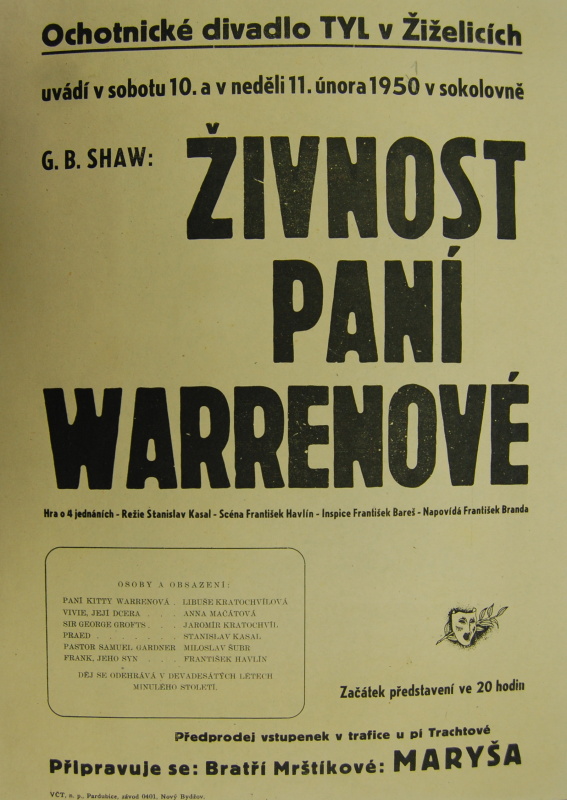 Ochotnické divadlo TYL v Žiželicích
uvádí v sobotu 10. a v neděli 11. února 1950 v sokolovně
G. B. SHAW:
ŽIVNOST
PANÍ
WARRENOVÉ
Hra o 4 jednáních - Režie Stanislav Kasal - Scéna František Havlín - Inspice František Bareš - Napovídá František Branda
OSOBY A OBSAZENÍ:
PANÍ KITTY WARRENOVÁ . LIBUŠE KRATOCHVÍLOVÁ
VIVIE, JEJÍ DCERA . . . . ANNA MAČÁTOVÁ
SIR GEORGE GROFTS . . . . JAROMÍR KRATOCHVÍL
PRAED . . . . . . . STANISLAV KASAL
PASTOR SAMUEL GARDNER MILOSLAV ŠUBR
FRANK, JEHO SYN . . . . FRANTIŠEK HAVLÍN
DĚJ SE ODEHRÁVÁ V DEVADESÁTÝCH LÉTECH
MINULÉHO STOLETÍ.
Začátek představení ve 20 hodin
Předprodej vstupenek v trafice u pí Trachtové
Připravuje se: Bratří Mrštíkové: MARYŠA
VČT, n. p., Pardubice, závod 0401, Nový Bydžov.